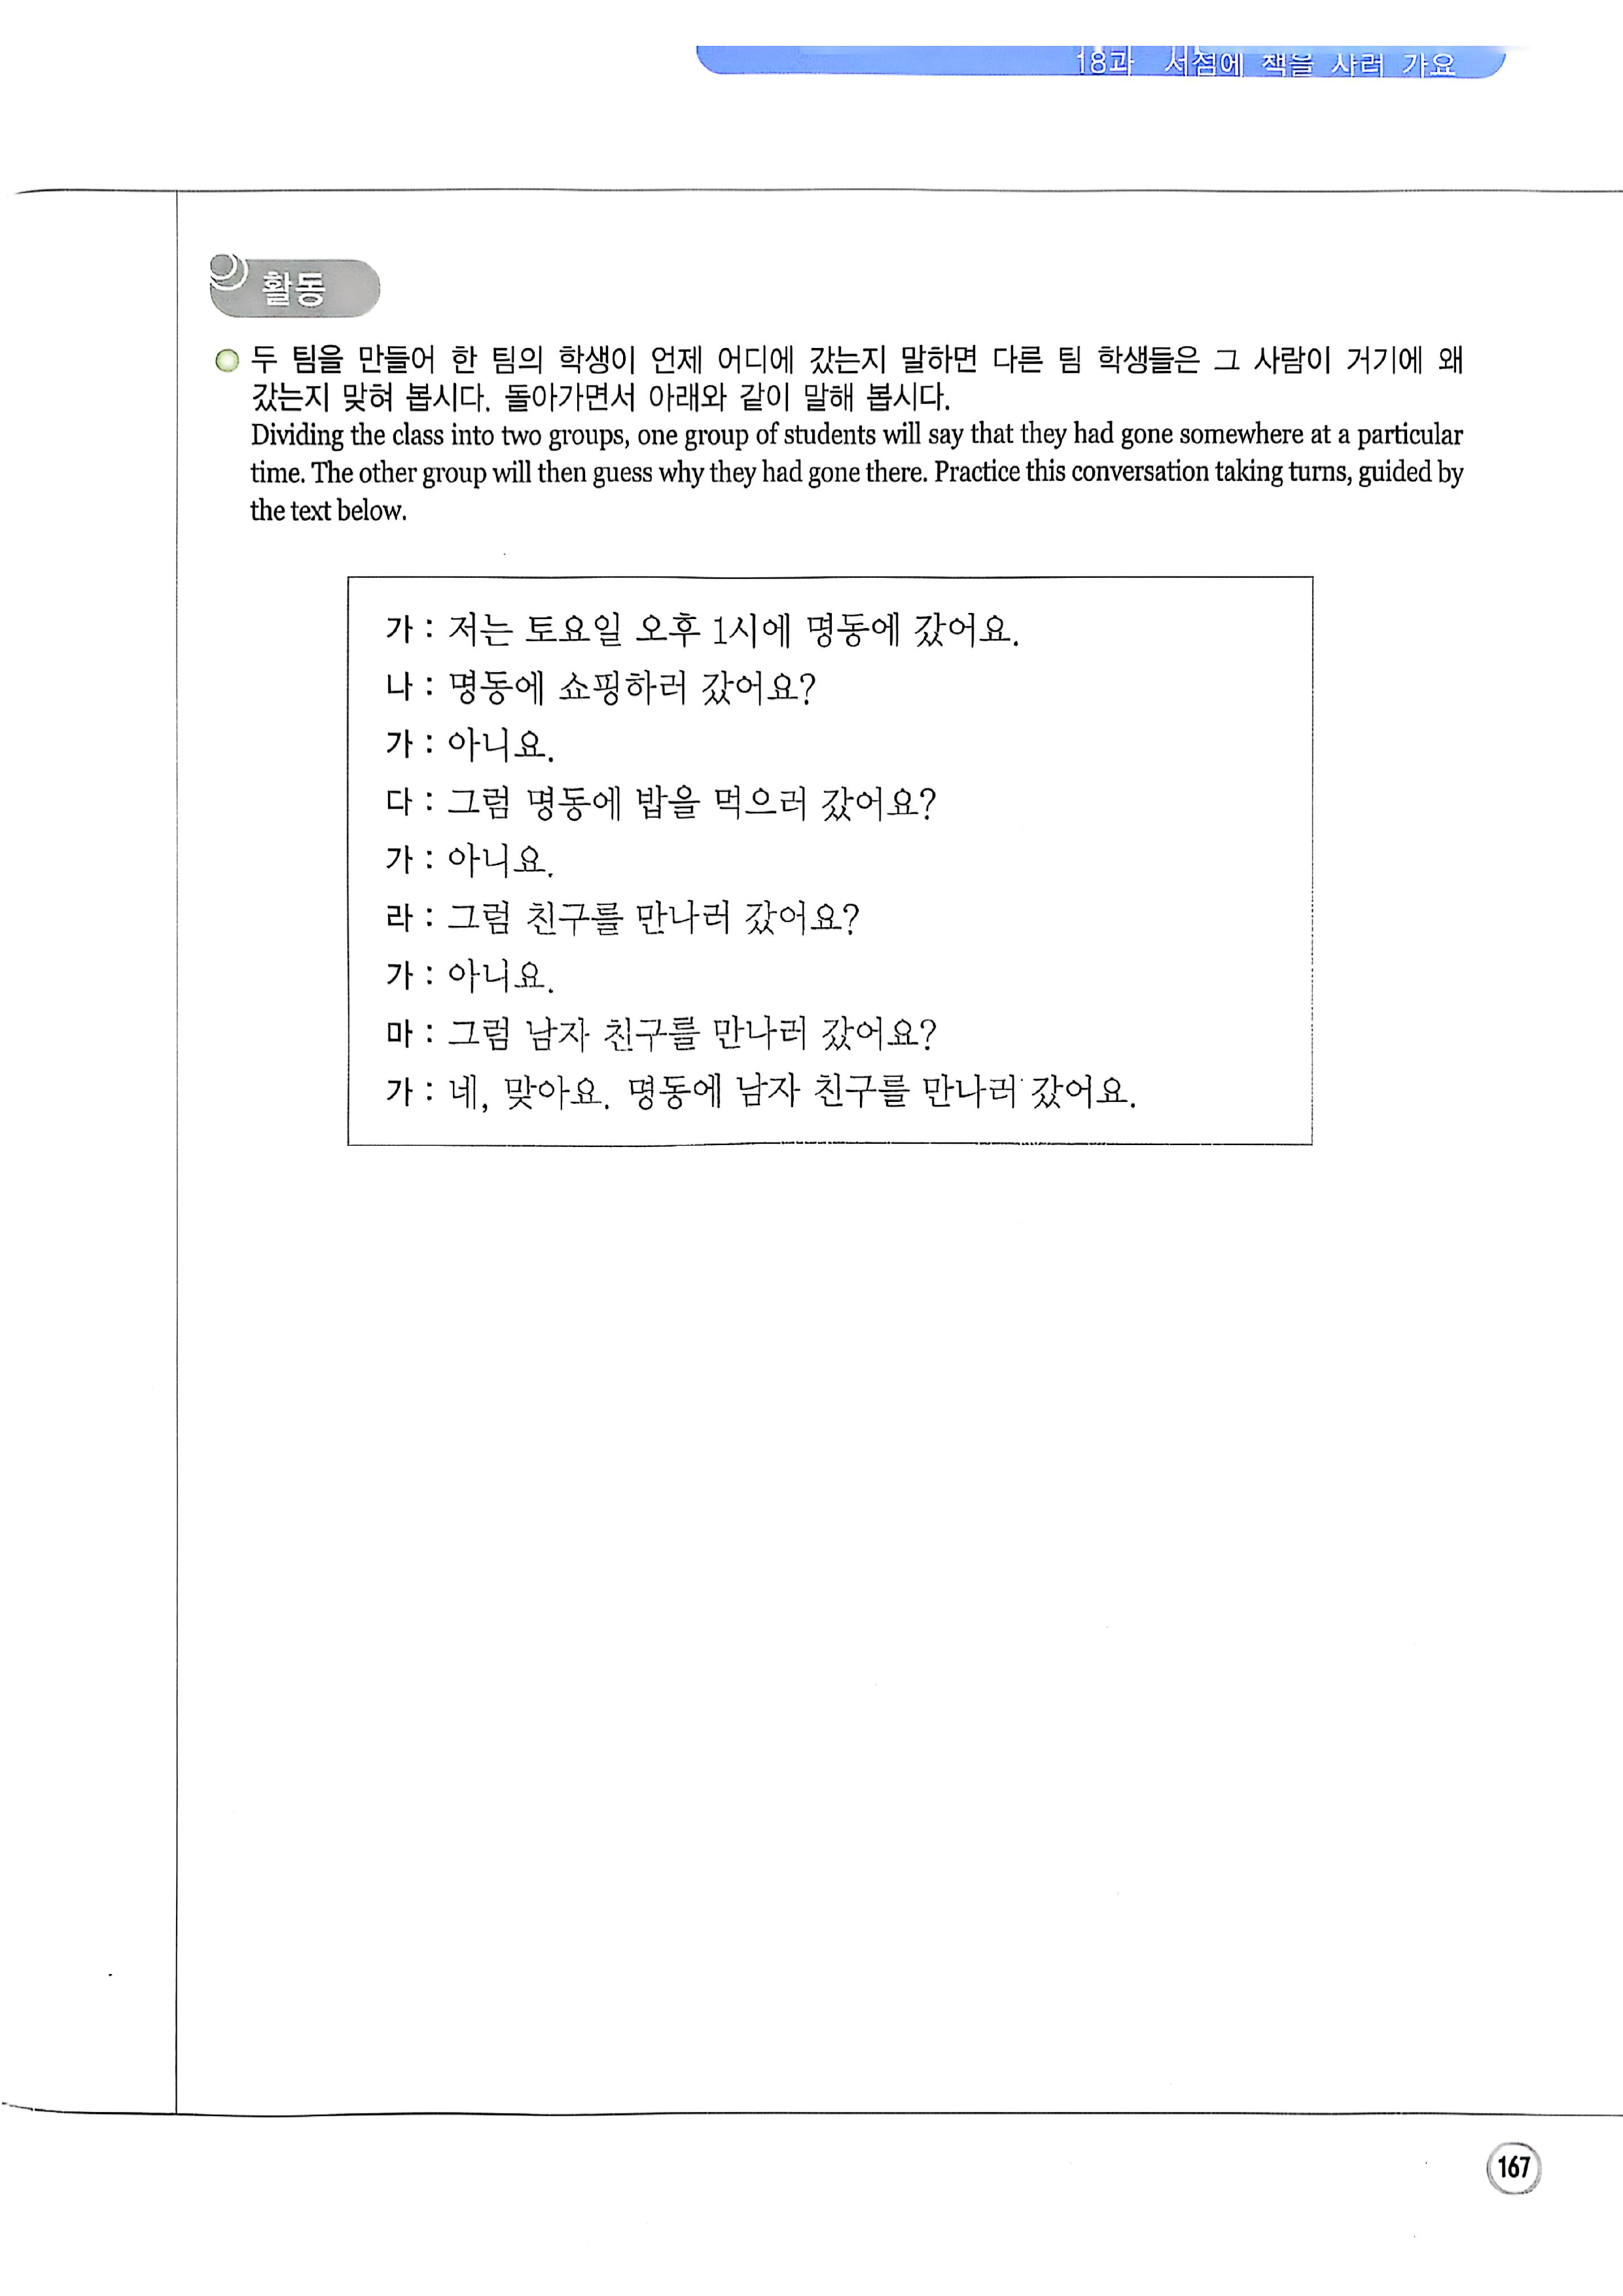 18과 서점에 책을 사러 가요
활동
두 팀을 만들어 한 팀의 학생이 언제 어디에 갔는지 말하면 다른 팀 학생들은 그 사람이 거기에 왜
갔는지 맞혀 봅시다. 돌아가면서 아래와 같이 말해 봅시다.
Dividing the class into two groups, one group of students will say that they had gone somewhere at a particular
time. The other group will then guess why they had gone there. Practice this conversation taking turns, guided by
the text below.
가 : 저는 토요일 오후 1시에 명동에 갔어요.
나 : 명동에 쇼핑하러 갔어요?
가 : 아니요.
다 : 그럼 명동에 밥을 먹으러 갔어요?
가 : 아니요.
라 : 그럼 친구를 만나러 갔어요?
가 : 아니요.
마 : 그럼 남자 친구를 만나러 갔어요?
가 : 네, 맞아요. 명동에 남자 친구를 만나러 갔어요.
167